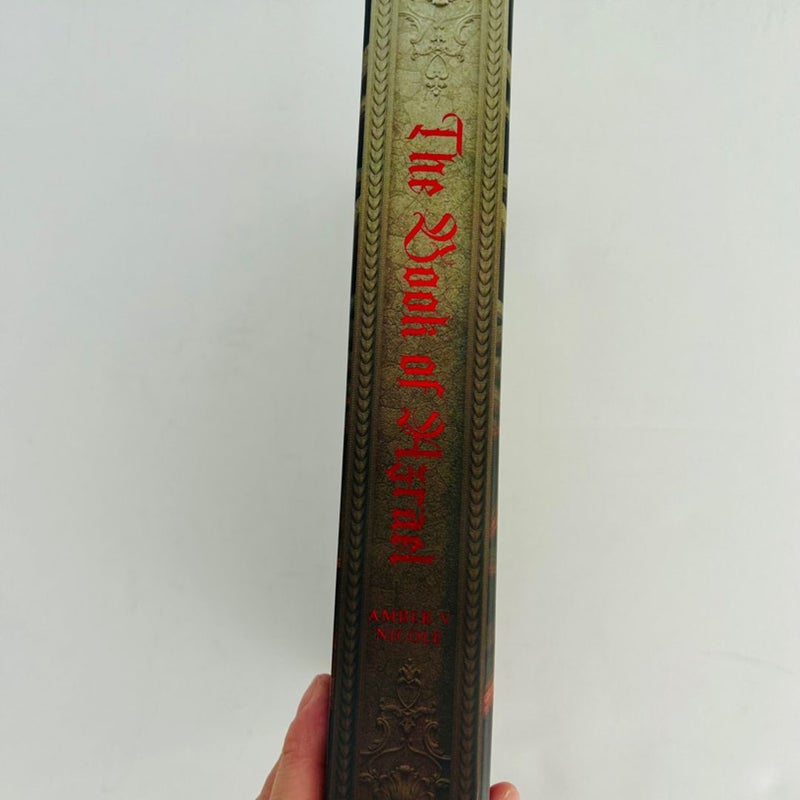 The Book of Azrael
AMBER V.
NICOLE